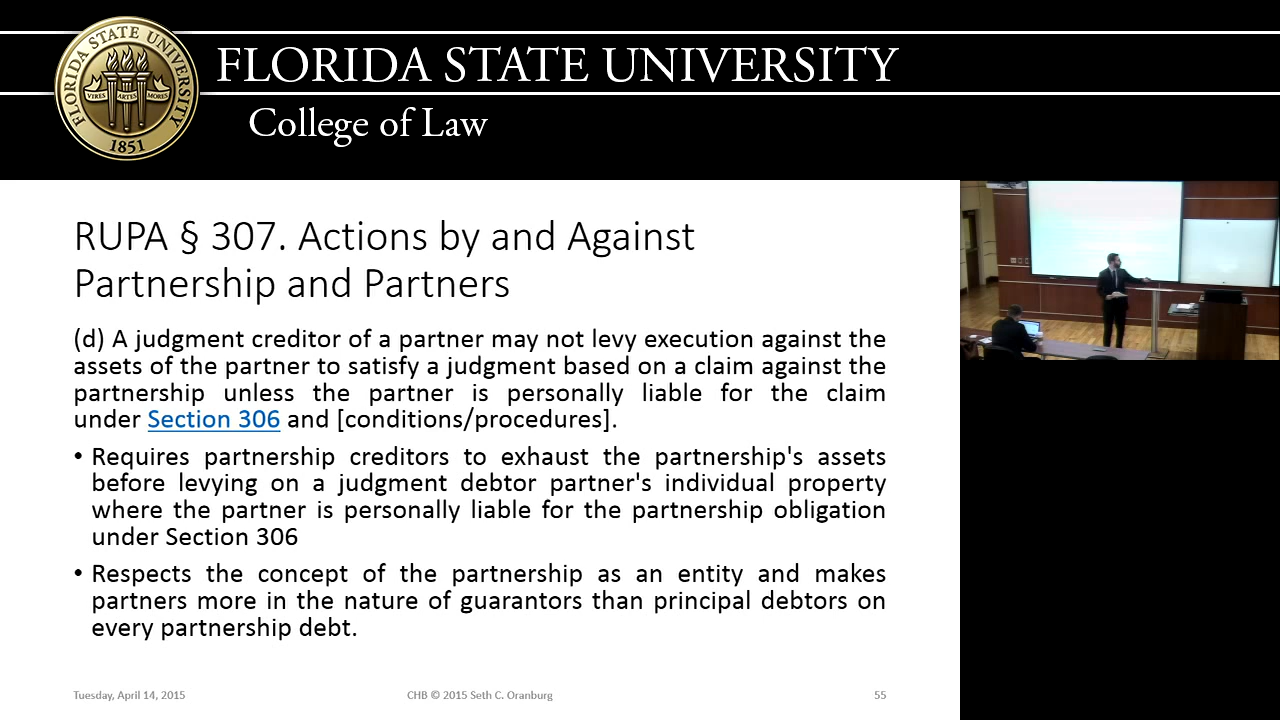 FLORIDA STATE UNIVERSITY
College of Law
FLORIDA STATE UNIVERSITY
VIRES ARTES MORES
1851
RUPA § 307. Actions by and Against
Partnership and Partners
(d) A judgment creditor of a partner may not levy execution against the
assets of the partner to satisfy a judgment based on a claim against the
partnership unless the partner is personally liable for the claim
under Section 306 and [conditions/procedures].
• Requires partnership creditors to exhaust the partnership's assets
before levying on a judgment debtor partner's individual property
where the partner is personally liable for the partnership obligation
under Section 306
• Respects the concept of the partnership as an entity and makes
partners more in the nature of guarantors than principal debtors on
every partnership debt.
Tuesday, April 14, 2015
CHB © 2015 Seth C. Oranburg
55